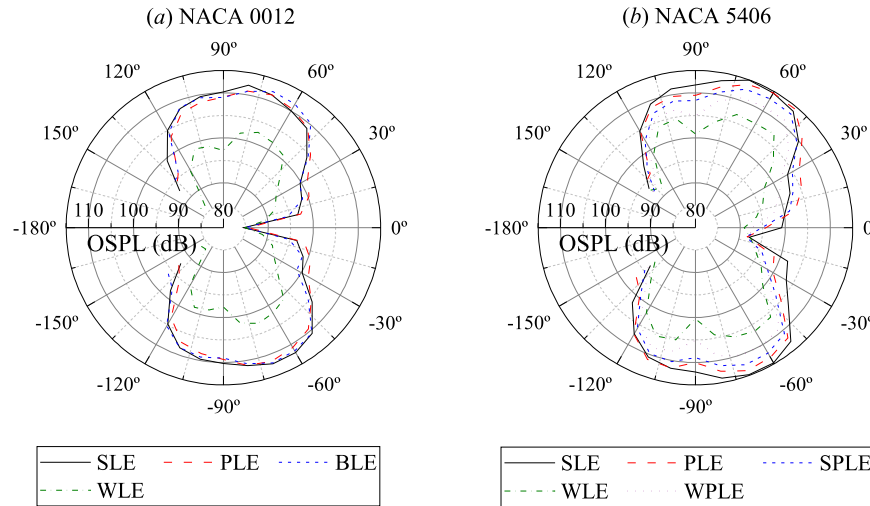 (a) NACA 0012
90º
120º
60º
150º
30º
110 100 90 80
-180º
0º
OSPL (dB)
-150º
-30º
-120º
-60º
-90º
SLE PLE BLE
WLE
(b) NACA 5406
90º
120º
60º
150º
30º
110 100 90 80
-180º
0
OSPL (dB)
-150º
-30º
-120º
-60º
-90º
SLE PLE SPLE
WLE WPLE